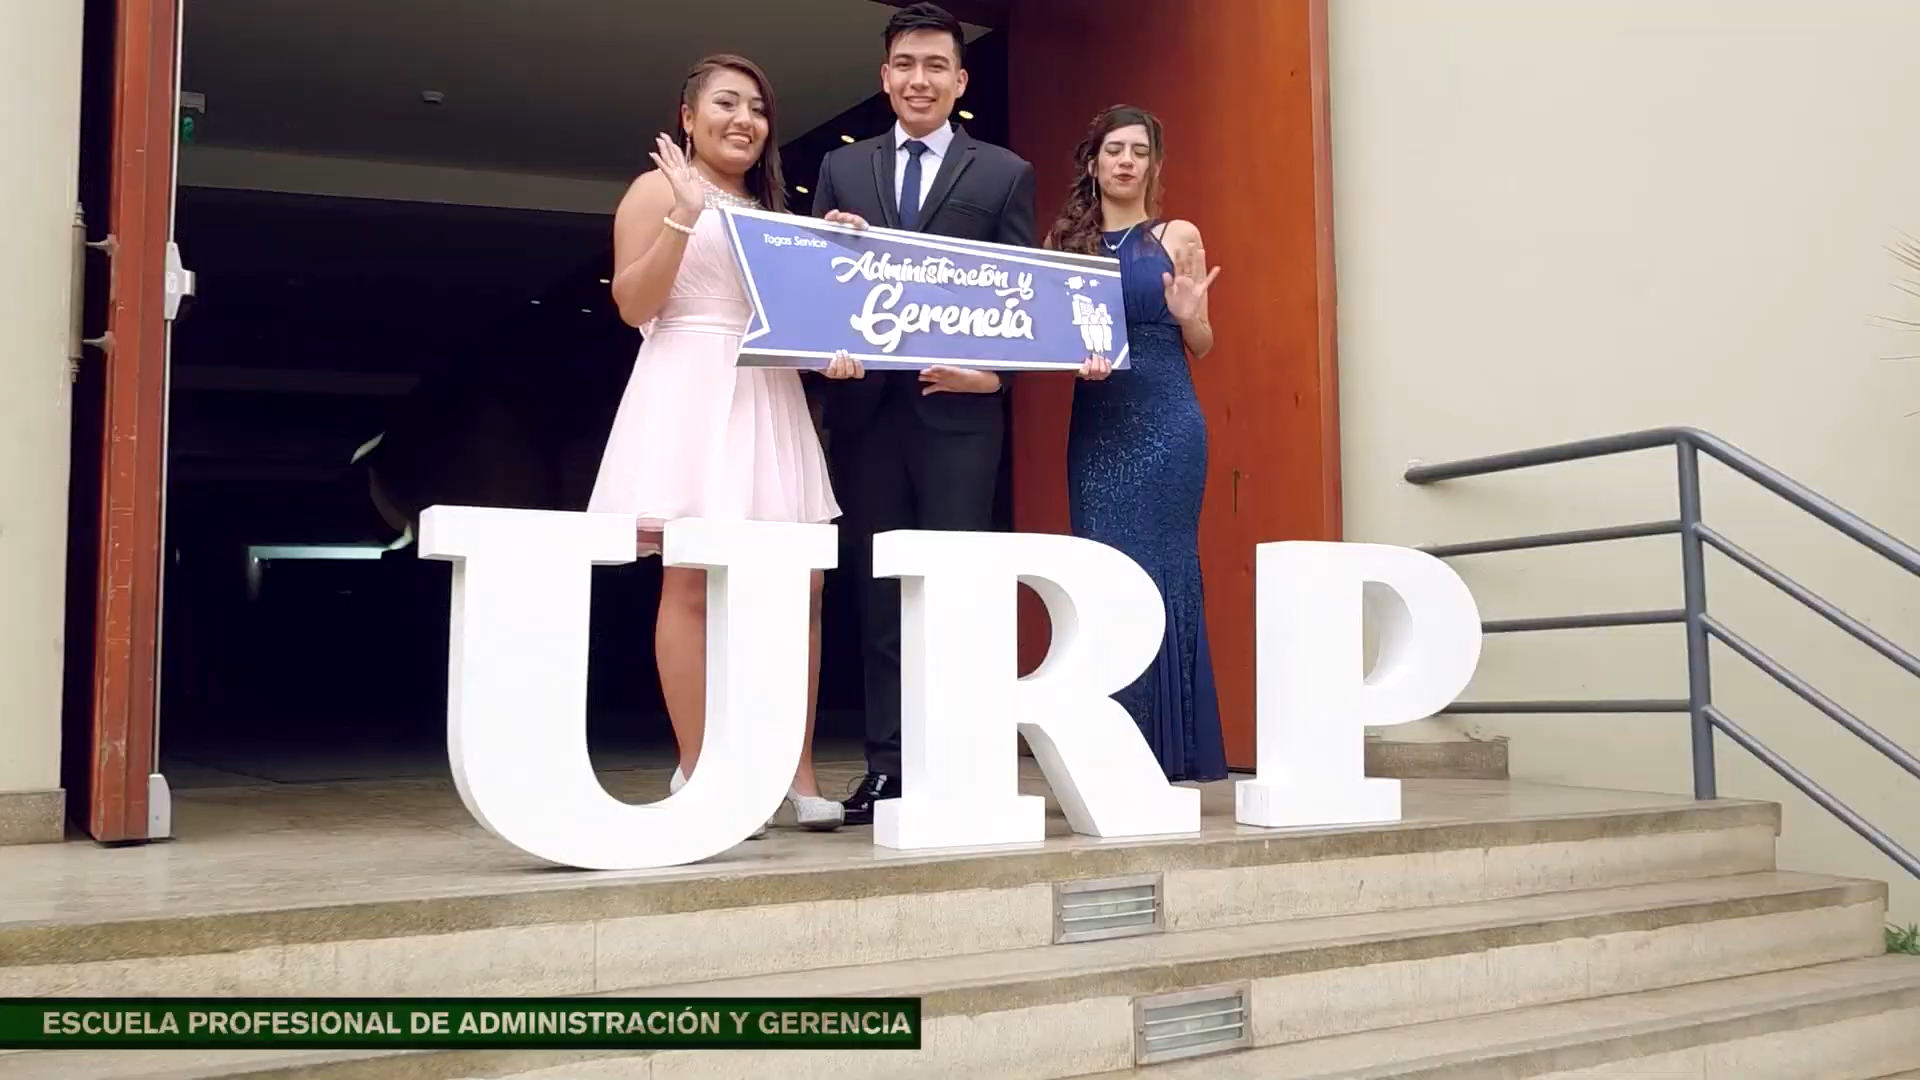 Togas Service
Administración y
Gerencia
URP
ESCUELA PROFESIONAL DE ADMINISTRACIÓN Y GERENCIA